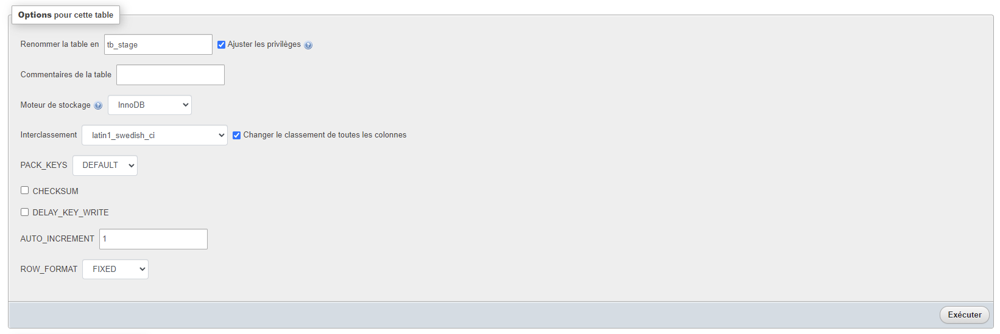 Options pour cette table
Renommer la table en tb_stage Ajuster les privilèges
Commentaires de la table
Moteur de stockage InnoDB
Interclassement latin1_swedish_ci Changer le classement de toutes les colonnes
PACK_KEYS DEFAULT
CHECKSUM
DELAY_KEY_WRITE
AUTO_INCREMENT 1
ROW_FORMAT FIXED
Exécuter